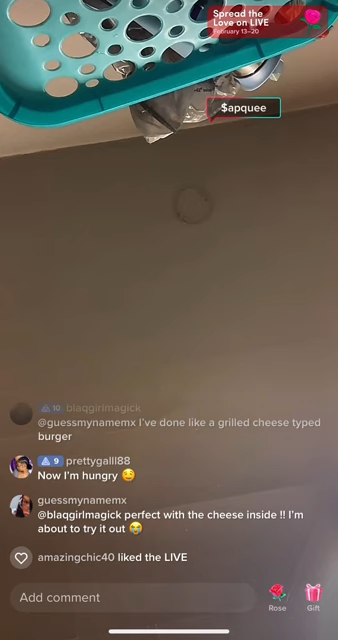 Spread the
Love on LIVE
February 13–20
$apquee
10 blaqgirlmagick
@guessmynamemx I've done like a grilled cheese typed
burger
9 prettygalll88
Now I'm hungry 🤤
guessmynamemx
@blaqgirlmagick perfect with the cheese inside !! I'm
about to try it out 😭
amazingchic40 liked the LIVE
Add comment
Rose
Gift